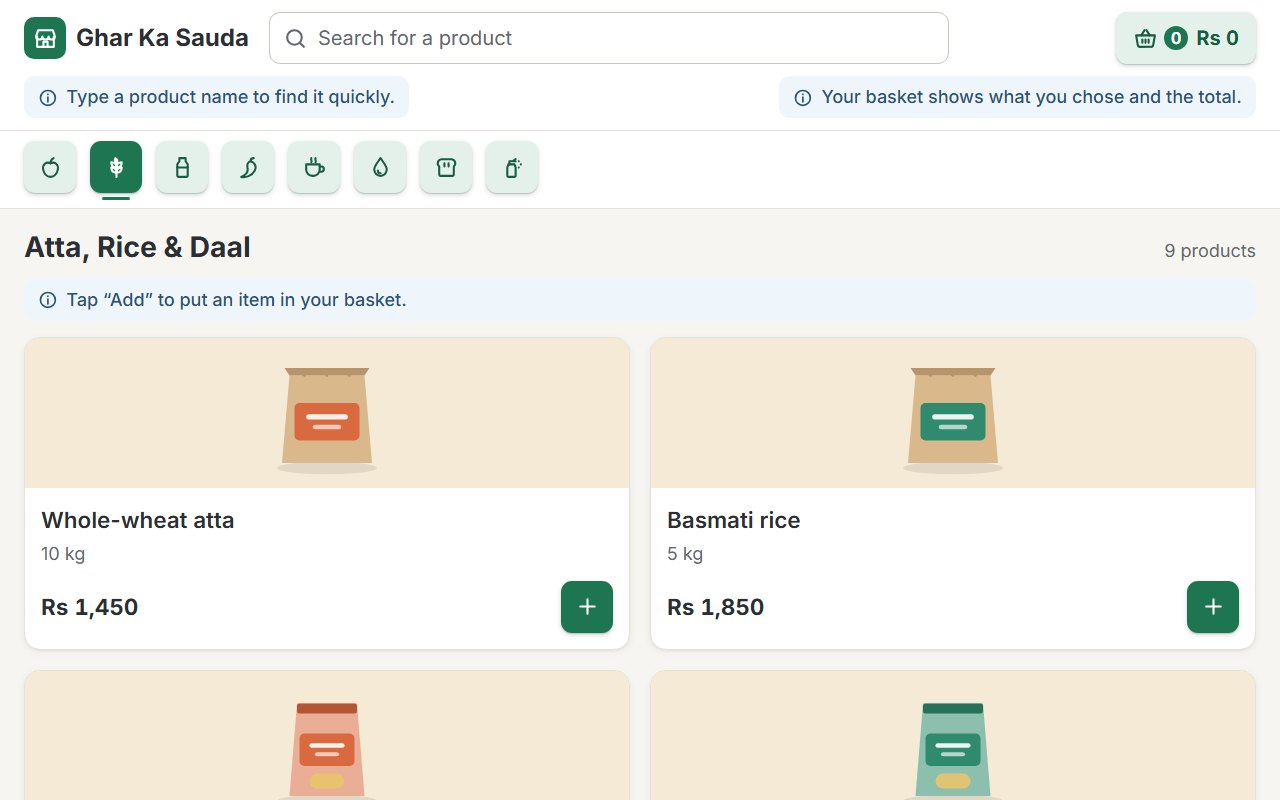 Ghar Ka Sauda
Search for a product
0 Rs 0
Type a product name to find it quickly.
Your basket shows what you chose and the total.
Atta, Rice & Daal
9 products
Tap “Add” to put an item in your basket.
Whole-wheat atta
10 kg
Rs 1,450
Basmati rice
5 kg
Rs 1,850